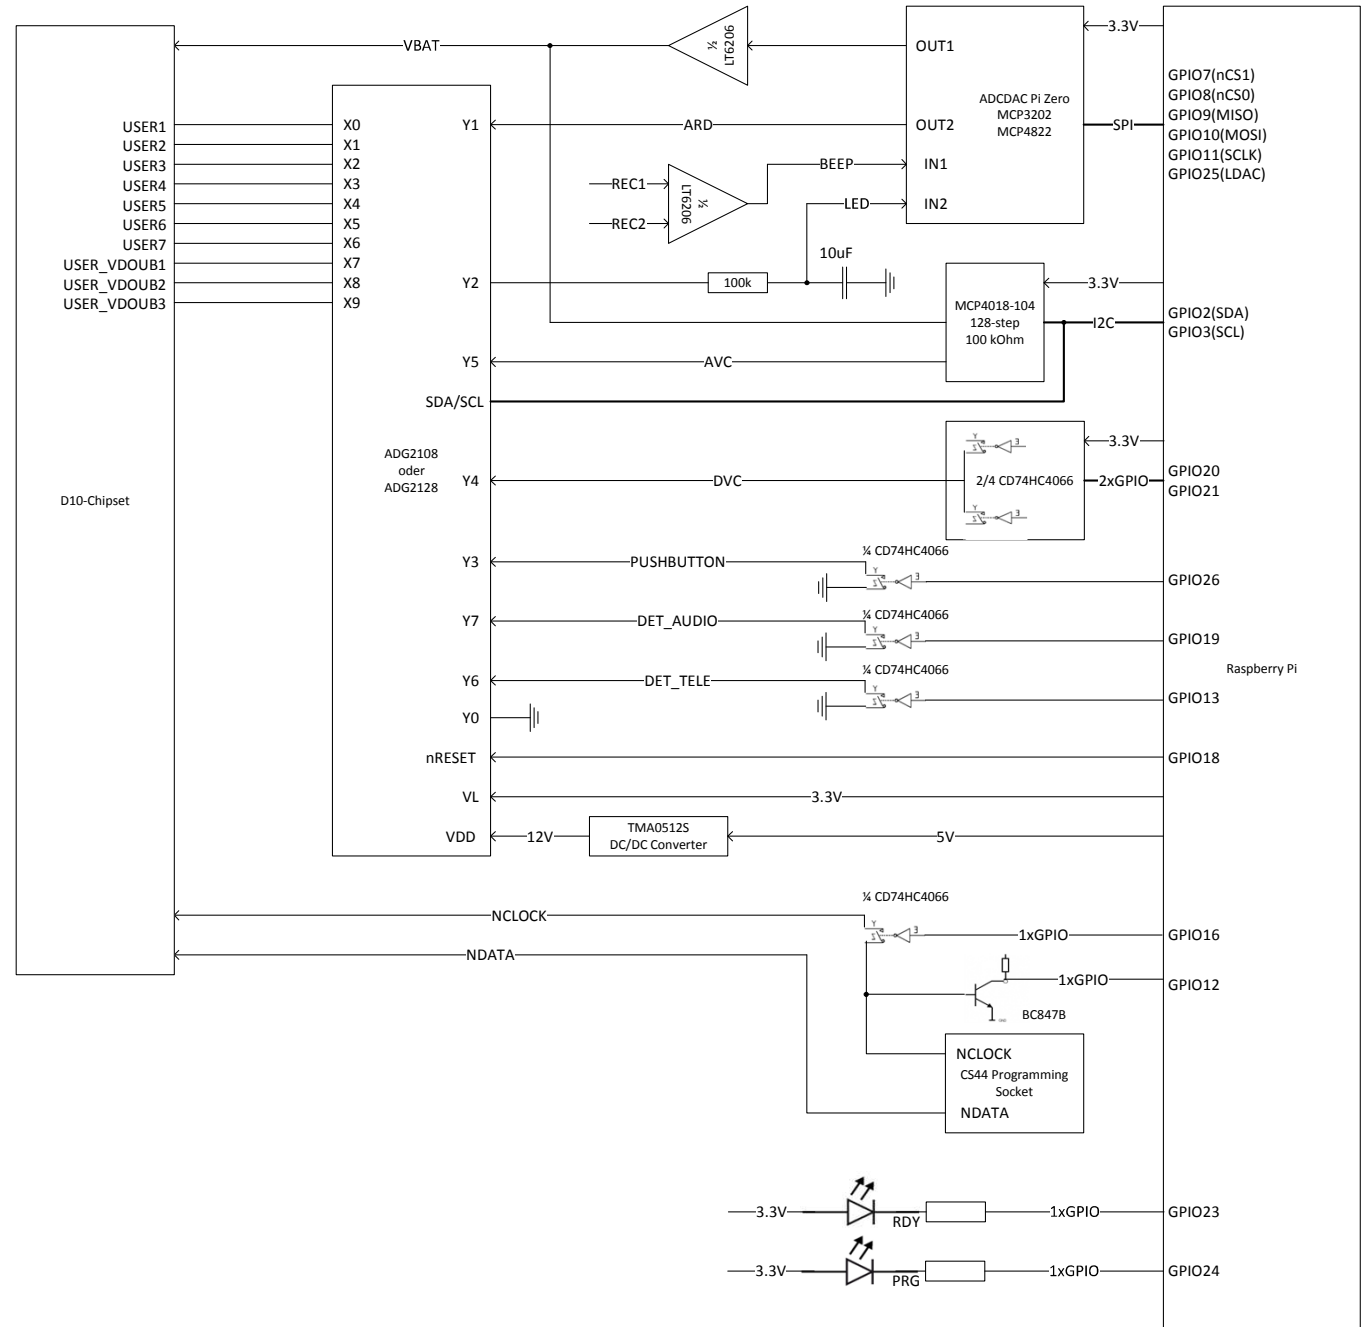 VBAT
½
LT6206
OUT1
3.3V
GPIO7(nCS1)
GPIO8(nCS0)
GPIO9(MISO)
GPIO10(MOSI)
GPIO11(SCLK)
GPIO25(LDAC)
ADCDAC Pi Zero
MCP3202
MCP4822
SPI
USER1
USER2
USER3
USER4
USER5
USER6
USER7
USER_VDOUB1
USER_VDOUB2
USER_VDOUB3
X0
X1
X2
X3
X4
X5
X6
X7
X8
X9
Y1
ARD
OUT2
BEEP
IN1
REC1
REC2
½
LT6206
LED
IN2
10uF
Y2
100k
MCP4018-104
128-step
100 kOhm
3.3V
I2C
GPIO2(SDA)
GPIO3(SCL)
Y5
AVC
SDA/SCL
ADG2108
oder
ADG2128
D10-Chipset
Y4
DVC
Y
Z
3
2/4 CD74HC4066
Y
Z
3
3.3V
2xGPIO
GPIO20
GPIO21
Y3
PUSHBUTTON
¼ CD74HC4066
Y
Z
3
GPIO26
Y7
DET_AUDIO
¼ CD74HC4066
Y
Z
3
GPIO19
Raspberry Pi
Y6
DET_TELE
¼ CD74HC4066
Y
Z
3
GPIO13
Y0
nRESET
GPIO18
VL
3.3V
VDD
12V
TMA0512S
DC/DC Converter
5V
¼ CD74HC4066
NCLOCK
Y
Z
3
1xGPIO
GPIO16
NDATA
1xGPIO
GPIO12
BC847B
NCLOCK
CS44 Programming
Socket
NDATA
3.3V
RDY
1xGPIO
GPIO23
3.3V
PRG
1xGPIO
GPIO24